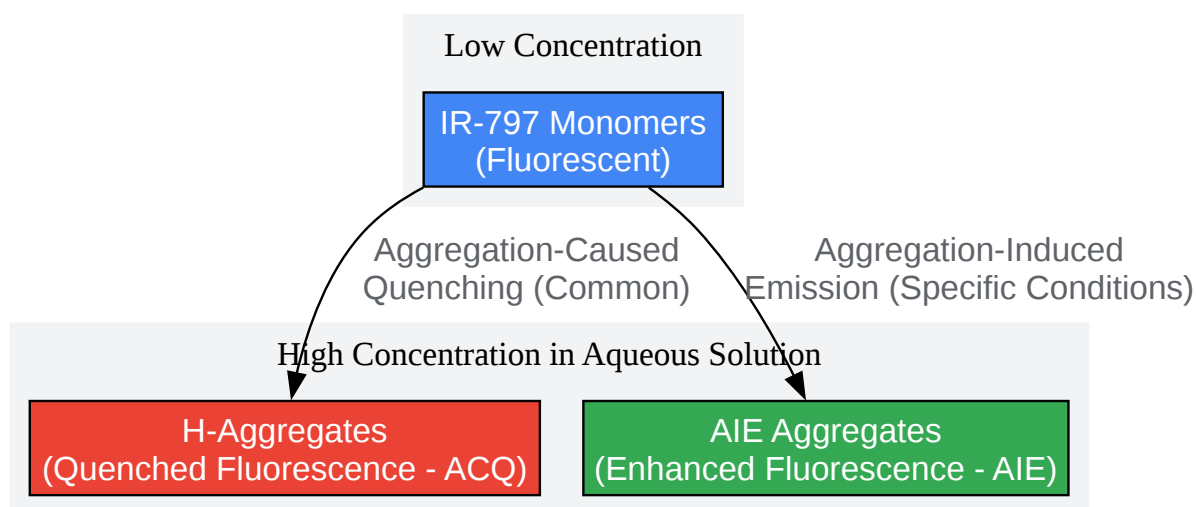 Low Concentration
IR-797 Monomers
(Fluorescent)
Aggregation-Caused
Quenching (Common)
Aggregation-Induced
Emission (Specific Conditions)
High Concentration in Aqueous Solution
H-Aggregates
(Quenched Fluorescence - ACQ)
AIE Aggregates
(Enhanced Fluorescence - AIE)